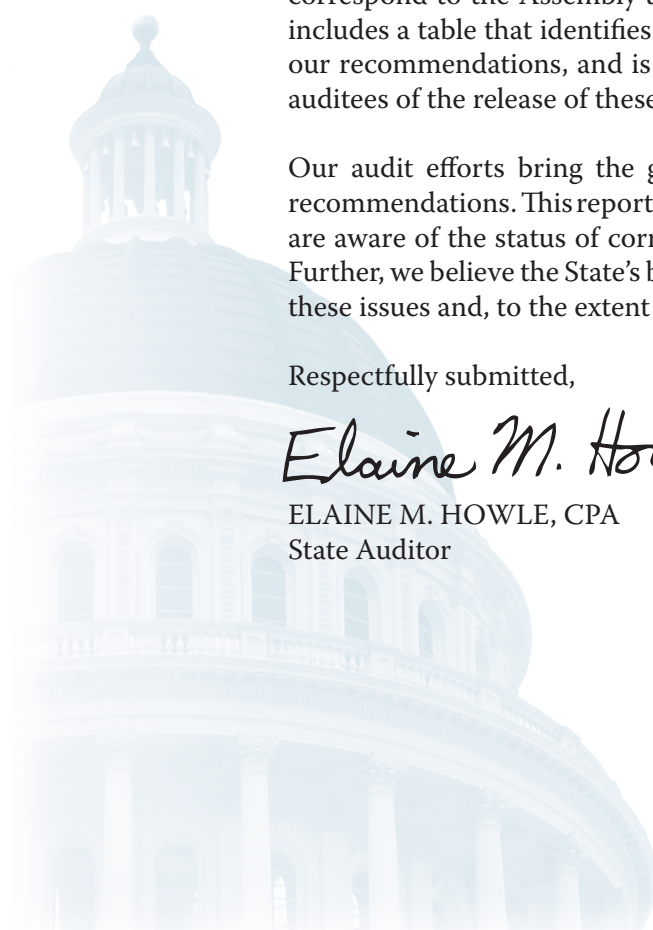 correspond to the Assembly
includes a table that identifies
our recommendations, and is
auditees of the release of these
Our audit efforts bring the
recommendations. This report
are aware of the status of
Further, we believe the State’s
these issues and, to the extent
Respectfully submitted,
Elaine M.
ELAINE M. HOWLE, CPA
State Auditor